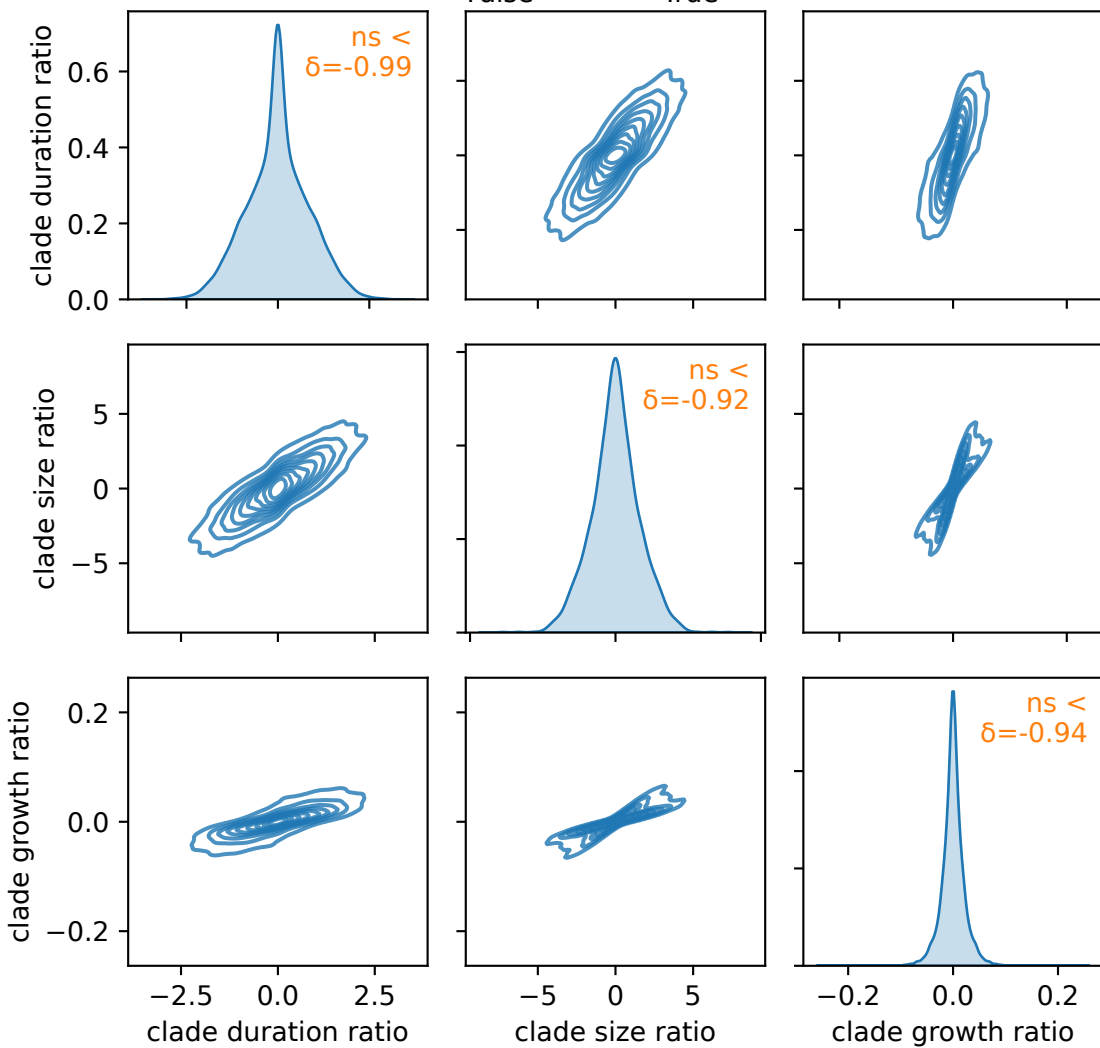 clade duration ratio
0.6
0.4
0.2
0.0
ns <
δ=-0.99
clade size ratio
5
0
−5
ns <
δ=-0.92
clade growth ratio
0.2
0.0
−0.2
ns <
δ=-0.94
−2.5 0.0 2.5
−5 0 5
−0.2 0.0 0.2
clade duration ratio
clade size ratio
clade growth ratio